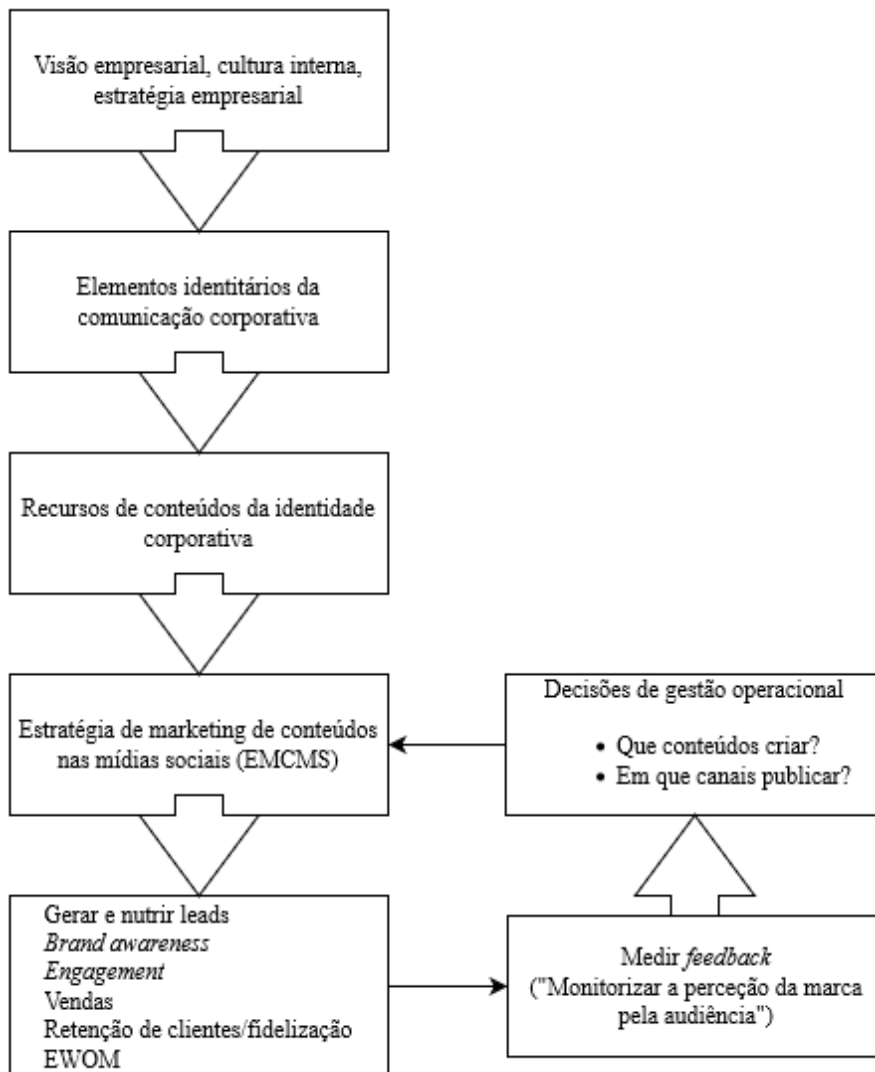 Visão empresarial, cultura interna,
estratégia empresarial
Elementos identitários da
comunicação corporativa
Recursos de conteúdos da identidade
corporativa
Estratégia de marketing de conteúdos
nas mídias sociais (EMCMS)
Decisões de gestão operacional
• Que conteúdos criar?
• Em que canais publicar?
Gerar e nutrir leads
Brand awareness
Engagement
Vendas
Retenção de clientes/fidelização
EWOM
Medir feedback
("Monitorizar a perceção da marca
pela audiência")